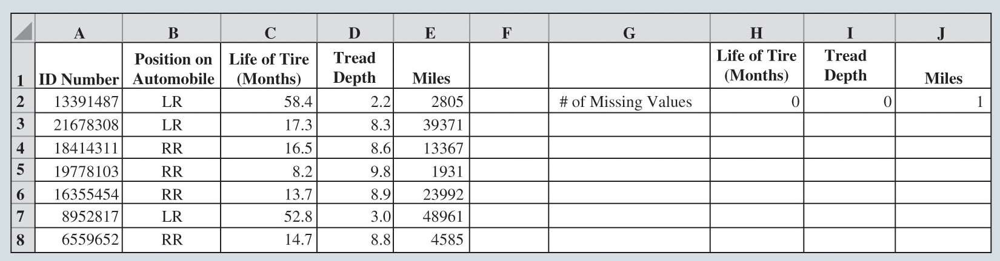 A B C D E F G H I J
1 ID Number Position on Automobile Life of Tire (Months) Tread Depth Miles Life of Tire (Months) Tread Depth Miles
2 13391487 LR 58.4 2.2 2805 # of Missing Values 0 0 1
3 21678308 LR 17.3 8.3 39371
4 18414311 RR 16.5 8.6 13367
5 19778103 RR 8.2 9.8 1931
6 16355454 RR 13.7 8.9 23992
7 8952817 LR 52.8 3.0 48961
8 6559652 RR 14.7 8.8 4585